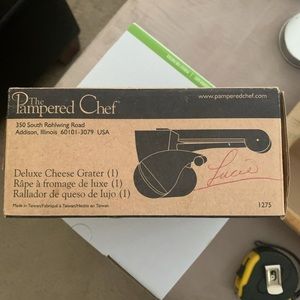 The
Pampered Chef
www.pamperedchef.com
350 South Rohlwing Road
Addison, Illinois 60101-3079 USA
Deluxe Cheese Grater (1)
Râpe à fromage de luxe (1)
Rallador de queso de lujo (1)
Made in Taiwan/Fabriqué à Taiwan/Hecho en Taiwan
Lucie
1275